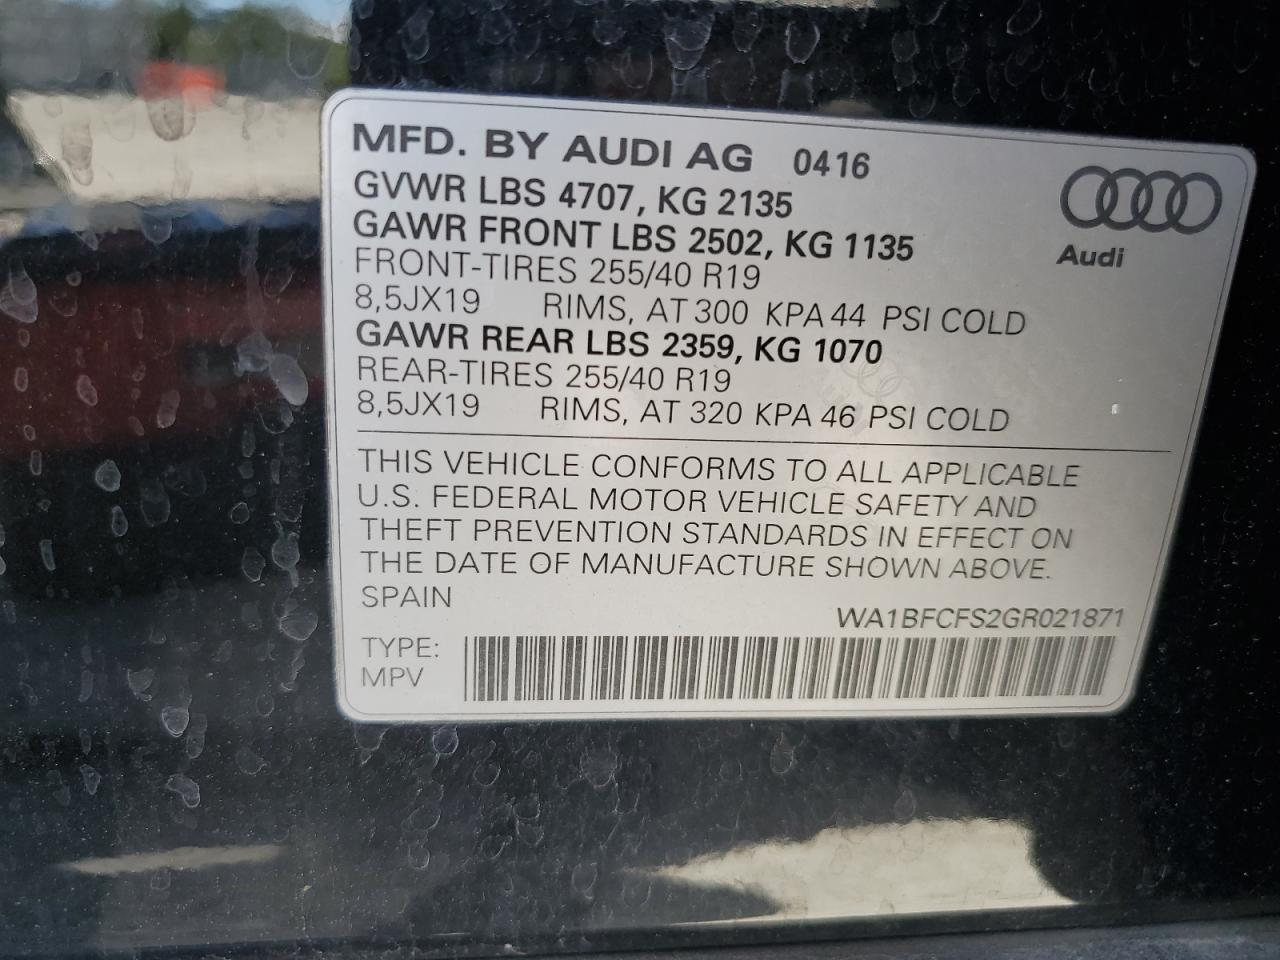 MFD. BY AUDI AG 0416
GVWR LBS 4707, KG 2135
GAWR FRONT LBS 2502, KG 1135
Audi
FRONT-TIRES 255/40 R19
8,5JX19 RIMS, AT 300 KPA 44 PSI COLD
GAWR REAR LBS 2359, KG 1070
REAR-TIRES 255/40 R19
8,5JX19 RIMS, AT 320 KPA 46 PSI COLD
THIS VEHICLE CONFORMS TO ALL APPLICABLE
U.S. FEDERAL MOTOR VEHICLE SAFETY AND
THEFT PREVENTION STANDARDS IN EFFECT ON
THE DATE OF MANUFACTURE SHOWN ABOVE.
SPAIN
WA1BFCFS2GR021871
TYPE:
MPV